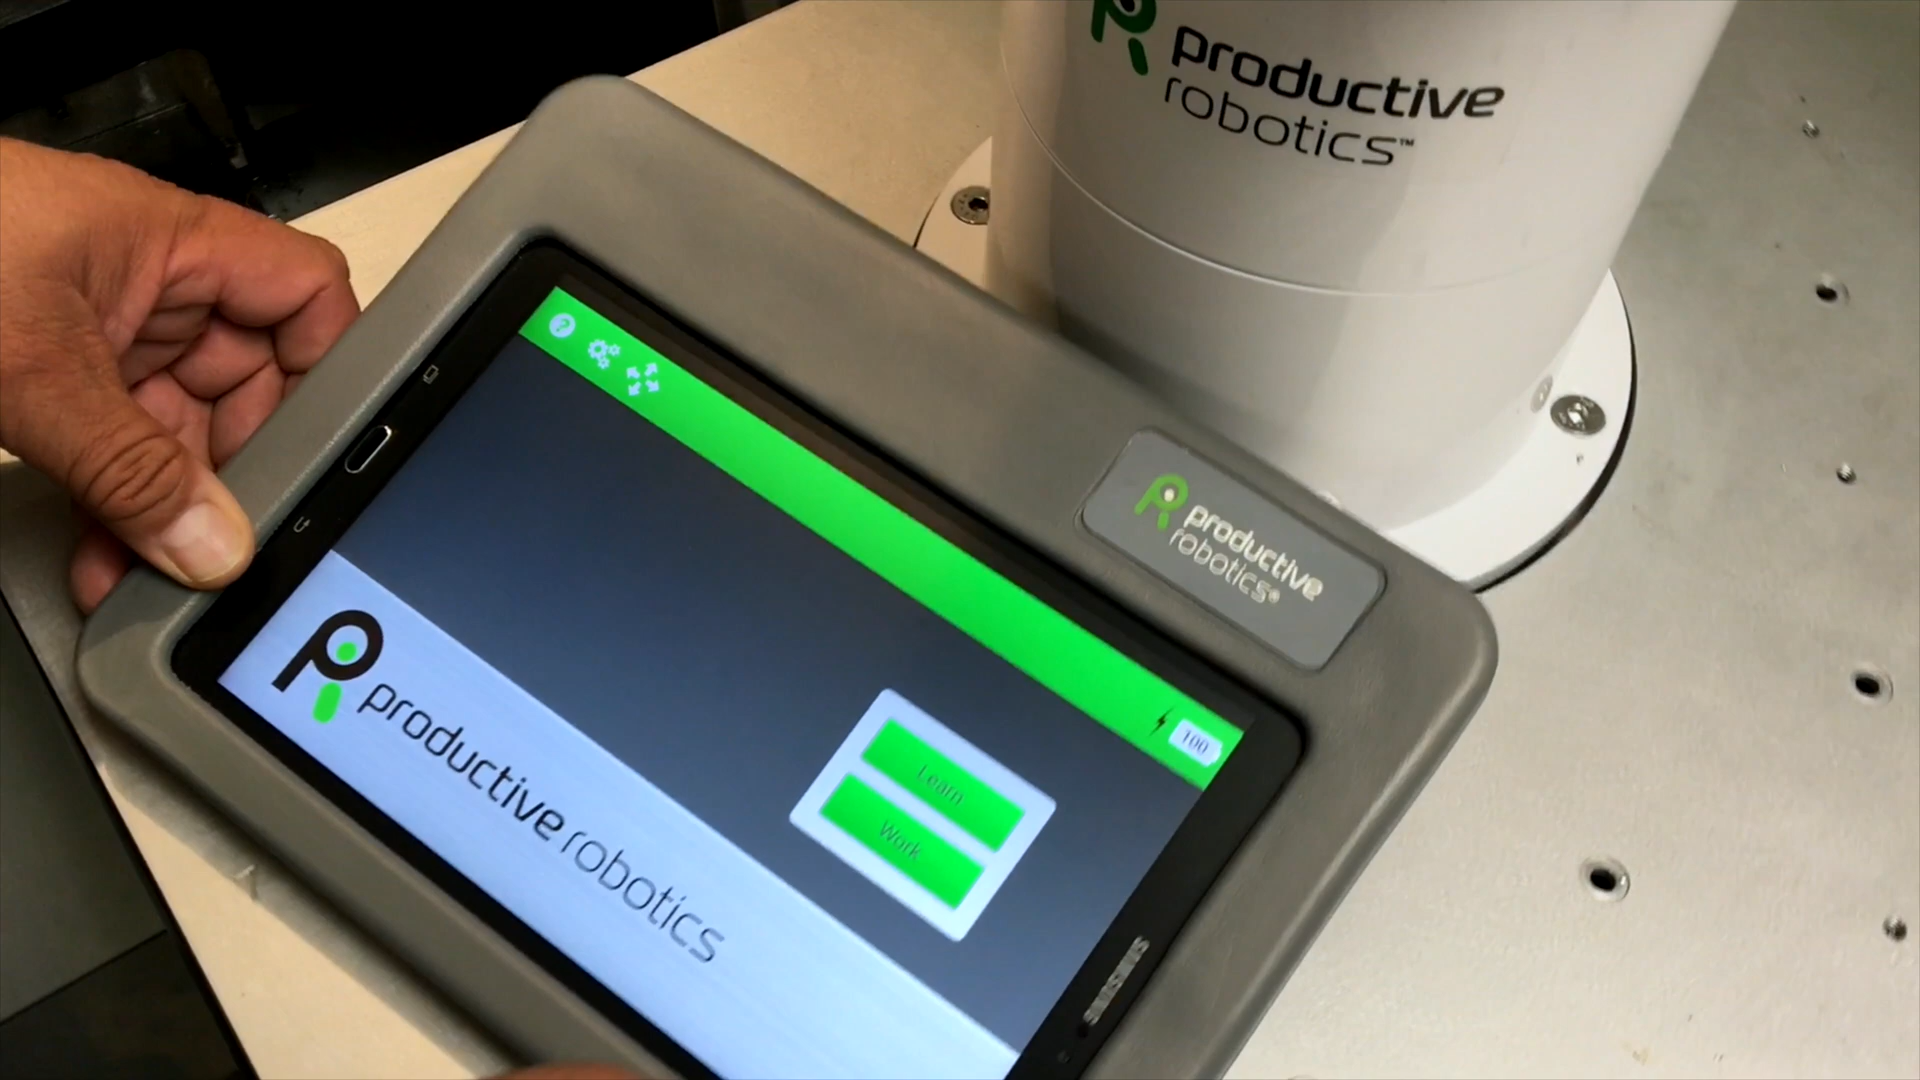 productive
robotics™
productive
robotics®
?
100
Learn
Work
productive robotics
SAMSUNG